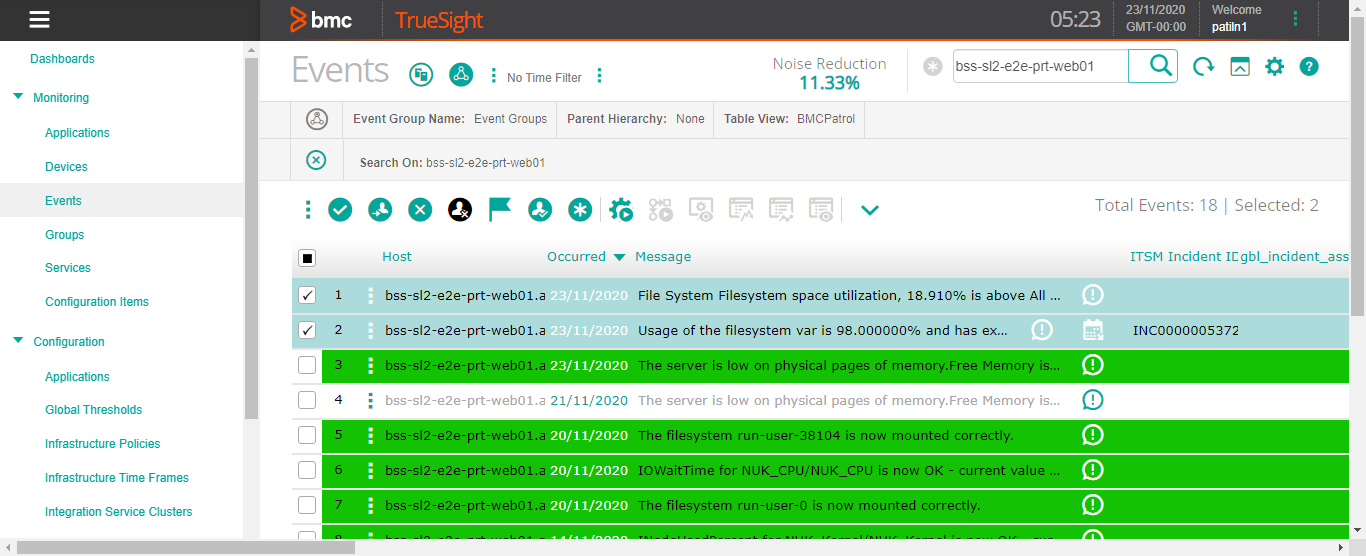 bmc TrueSight 05:23 23/11/2020 GMT-00:00 Welcome patiln1
Dashboards
Monitoring
Applications
Devices
Events
Groups
Services
Configuration Items
Configuration
Applications
Global Thresholds
Infrastructure Policies
Infrastructure Time Frames
Integration Service Clusters
Events No Time Filter Noise Reduction 11.33% bss-sl2-e2e-prt-web01
Event Group Name: Event Groups Parent Hierarchy: None Table View: BMCPatrol
Search On: bss-sl2-e2e-prt-web01
Total Events: 18 | Selected: 2
Host Occurred Message ITSM Incident ID gbl_incident_ass
1 bss-sl2-e2e-prt-web01.a 23/11/2020 File System Filesystem space utilization, 18.910% is above All ...
2 bss-sl2-e2e-prt-web01.a 23/11/2020 Usage of the filesystem var is 98.000000% and has ex... INC0000005372
3 bss-sl2-e2e-prt-web01.a 23/11/2020 The server is low on physical pages of memory.Free Memory is...
4 bss-sl2-e2e-prt-web01.a 21/11/2020 The server is low on physical pages of memory.Free Memory is...
5 bss-sl2-e2e-prt-web01.a 20/11/2020 The filesystem run-user-38104 is now mounted correctly.
6 bss-sl2-e2e-prt-web01.a 20/11/2020 IOWaitTime for NUK_CPU/NUK_CPU is now OK - current value ...
7 bss-sl2-e2e-prt-web01.a 20/11/2020 The filesystem run-user-0 is now mounted correctly.